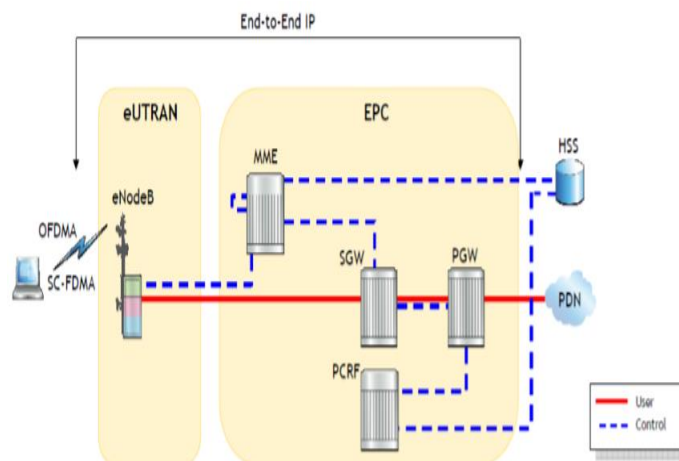 End-to-End IP
eUTRAN
EPC
MME
HSS
eNodeB
OFDMA
SC-FDMA
SGW
PGW
PDN
PCRF
User
Control